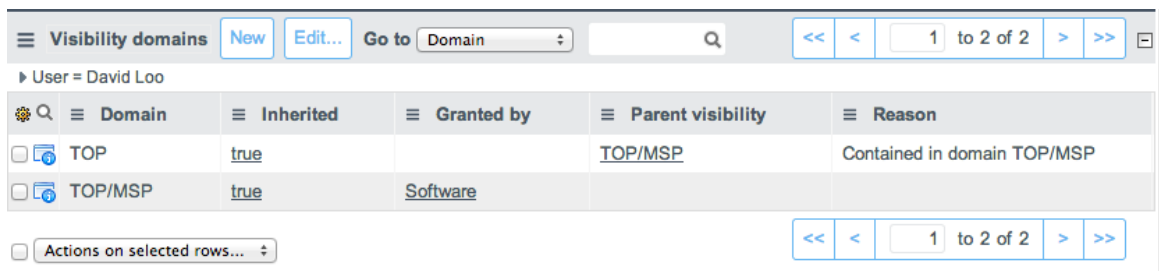 Visibility domains New Edit... Go to Domain << < 1 to 2 of 2 > >>
User = David Loo
Domain Inherited Granted by Parent visibility Reason
TOP true TOP/MSP Contained in domain TOP/MSP
TOP/MSP true Software
Actions on selected rows... << < 1 to 2 of 2 > >>